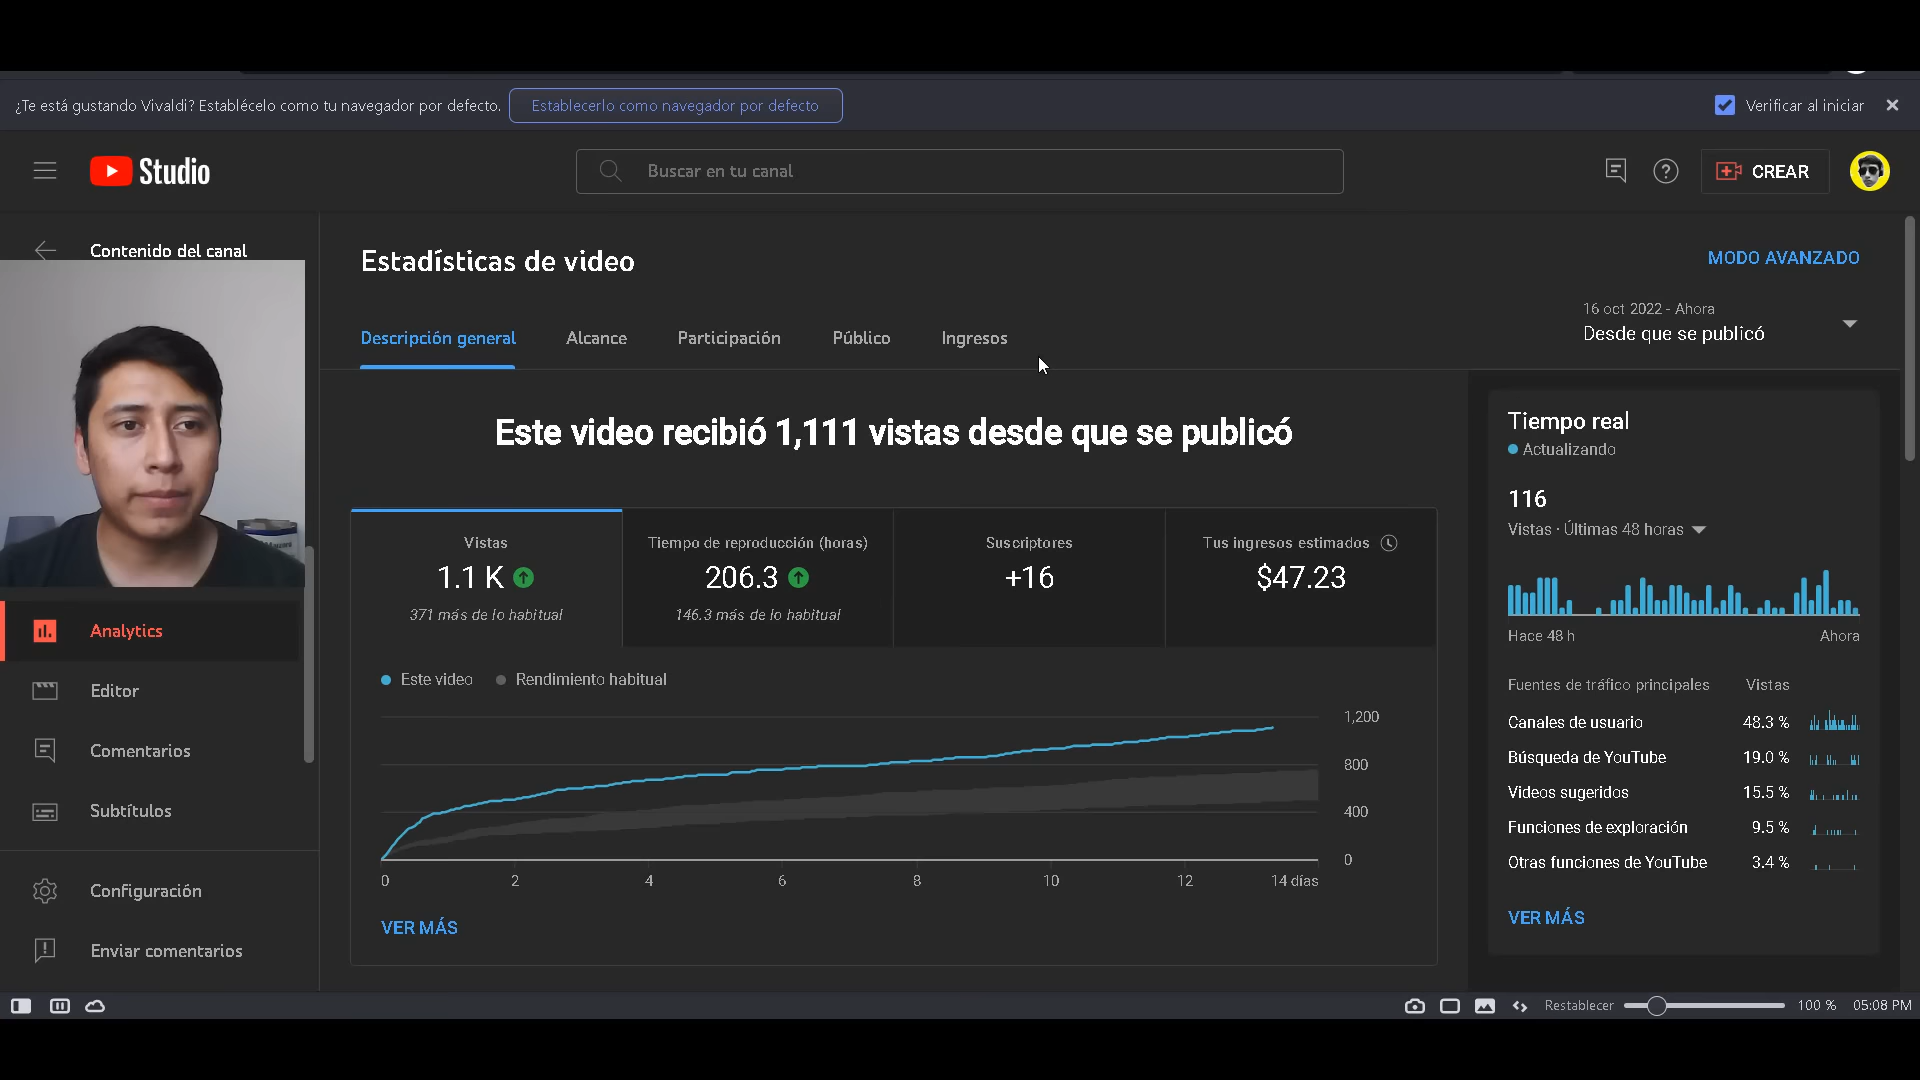 ¿Te está gustando Vivaldi? Establécelo como tu navegador por defecto.
Establecerlo como navegador por defecto
Verificar al iniciar
Studio
Buscar en tu canal
CREAR
Contenido del canal
Analytics
Editor
Comentarios
Subtítulos
Configuración
Enviar comentarios
Estadísticas de video
MODO AVANZADO
16 oct 2022 - Ahora
Desde que se publicó
Descripción general
Alcance
Participación
Público
Ingresos
Este video recibió 1,111 vistas desde que se publicó
Vistas
1.1 K
371 más de lo habitual
Tiempo de reproducción (horas)
206.3
146.3 más de lo habitual
Suscriptores
+16
Tus ingresos estimados
$47.23
Este video
Rendimiento habitual
1,200
800
400
0
0 2 4 6 8 10 12 14 días
VER MÁS
Tiempo real
Actualizando
116
Vistas · Últimas 48 horas
Hace 48 h Ahora
Fuentes de tráfico principales Vistas
Canales de usuario 48.3 %
Búsqueda de YouTube 19.0 %
Videos sugeridos 15.5 %
Funciones de exploración 9.5 %
Otras funciones de YouTube 3.4 %
VER MÁS
Restablecer 100 % 05:08 PM